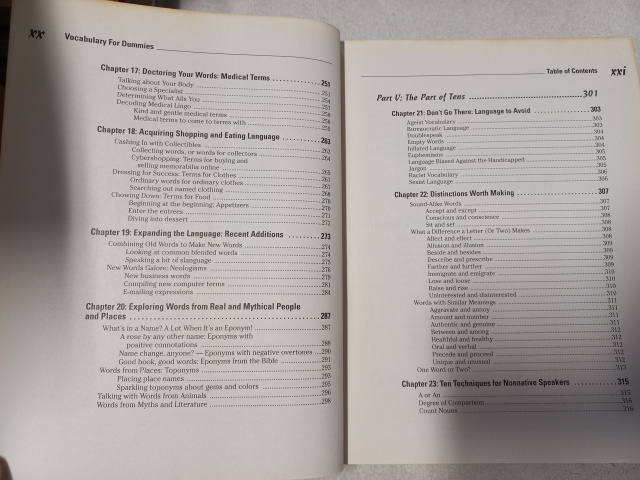 xx
Vocabulary For Dummies
Chapter 17: Doctoring Your Words: Medical Terms 251
Talking about Your Body 251
Choosing a Specialist 251
Determining What Ails You 254
Decoding Medical Lingo
Kind and gentle medical terms 256
Medical terms to come to terms with 258
Chapter 18: Acquiring Shopping and Eating Language 263
Cashing In with Collectibles 263
Collecting words, or words for collectors 264
Cybershopping: Terms for buying and
selling memorabilia online 265
Dressing for Success: Terms for Clothes 266
Ordinary words for ordinary clothes 267
Searching out named clothing 268
Chowing Down: Terms for Food 270
Beginning at the beginning: Appetizers 270
Enter the entrees 271
Diving into dessert 272
Chapter 19: Expanding the Language: Recent Additions 273
Combining Old Words to Make New Words 274
Looking at common blended words 274
Speaking a bit of slanguage 275
New Words Galore: Neologisms 276
New business words 279
Compiling new computer terms 281
E-mailing expressions 284
Chapter 20: Exploring Words from Real and Mythical People
and Places 287
What's in a Name? A Lot When It's an Eponym! 287
A rose by any other name: Eponyms with
positive connotations 288
Name change, anyone? — Eponyms with negative overtones 290
Good book, good words: Eponyms from the Bible 291
Words from Places: Toponyms 293
Placing place names 293
Sparkling toponyms about gems and colors 295
Talking with Words from Animals 296
Words from Myths and Literature 298
Table of Contents
xxi
Part V: The Part of Tens 301
Chapter 21: Don't Go There: Language to Avoid 303
Ageist Vocabulary 303
Bureaucratic Language 303
Doublespeak 304
Empty Words 304
Inflated Language 304
Euphemisms 305
Language Biased Against the Handicapped 305
Jargon 305
Racist Vocabulary 306
Sexist Language 306
Chapter 22: Distinctions Worth Making 307
Sound-Alike Words 307
Accept and except 307
Conscious and conscience 308
Sit and set 308
What a Difference a Letter (Or Two) Makes 308
Affect and effect 308
Allusion and illusion 309
Beside and besides 309
Describe and prescribe 309
Farther and further 309
Immigrate and emigrate 309
Lose and loose 310
Raise and rise 310
Uninterested and disinterested 310
Words with Similar Meanings 311
Aggravate and annoy 311
Amount and number 311
Authentic and genuine 311
Between and among 312
Healthful and healthy 312
Oral and verbal 312
Precede and proceed 312
Unique and unusual 312
One Word or Two? 313
Chapter 23: Ten Techniques for Nonnative Speakers 315
A or An 315
Degree of Comparison 316
Count Nouns 316